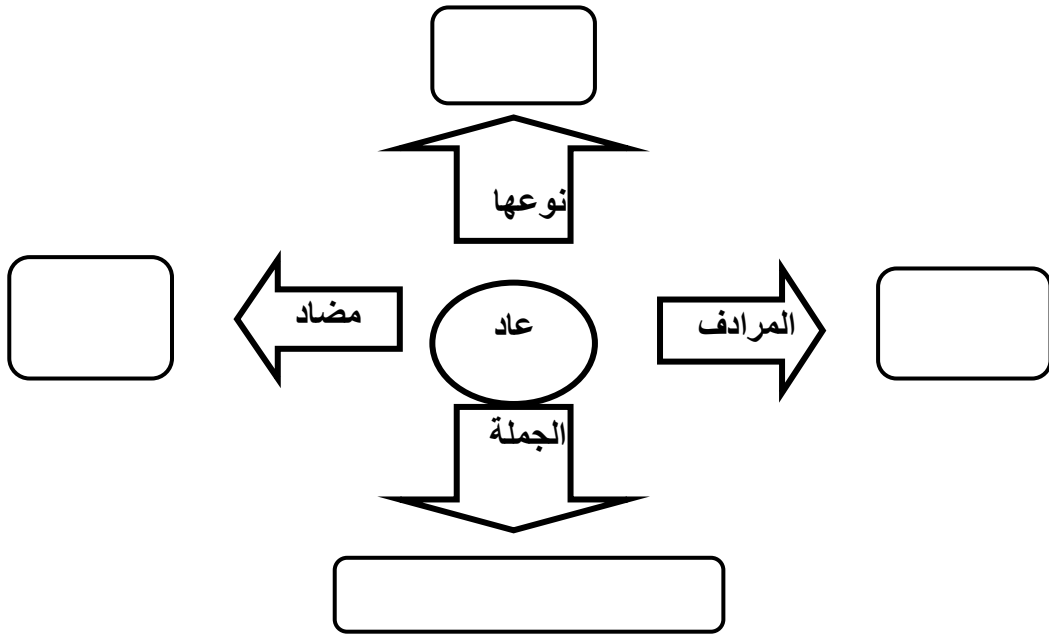 نوعها
المرادف
عاد
مضاد
الجملة